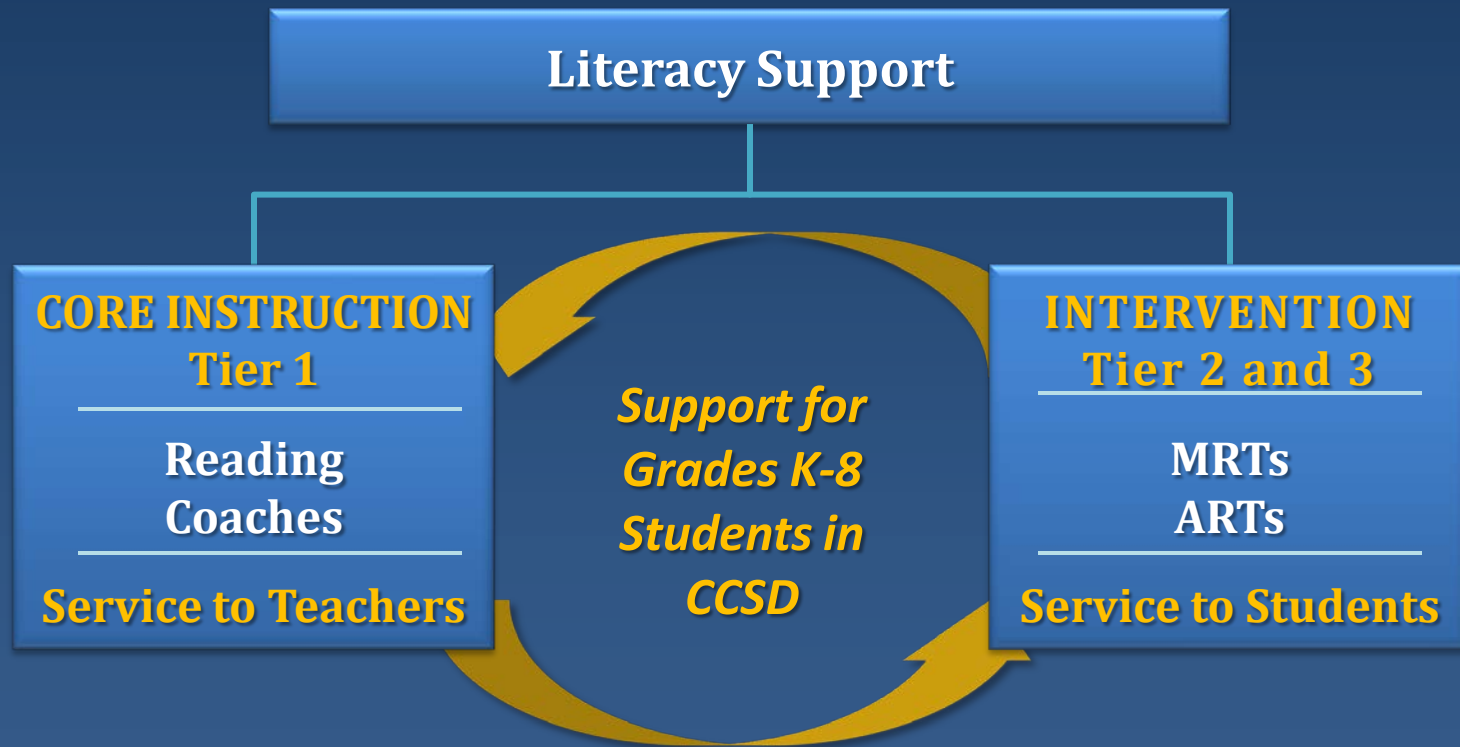 Literacy Support
CORE INSTRUCTION
Tier 1
Reading
Coaches
Service to Teachers
Support for
Grades K-8
Students in
CCSD
INTERVENTION
Tier 2 and 3
MRTs
ARTs
Service to Students